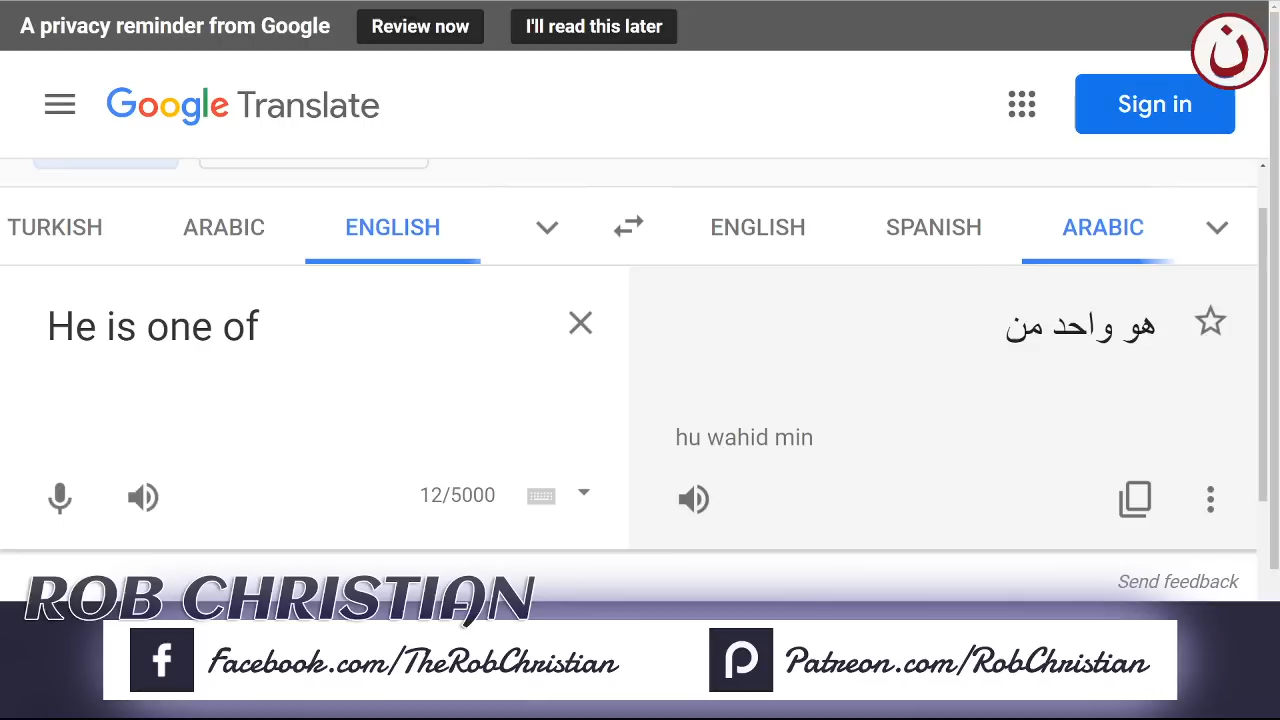 A privacy reminder from Google Review now I'll read this later
ن
Google Translate Sign in
TURKISH ARABIC ENGLISH ENGLISH SPANISH ARABIC
He is one of
هو واحد من
hu wahid min
12/5000
Send feedback
ROB CHRISTIAN
Facebook.com/TheRobChristian Patreon.com/RobChristian